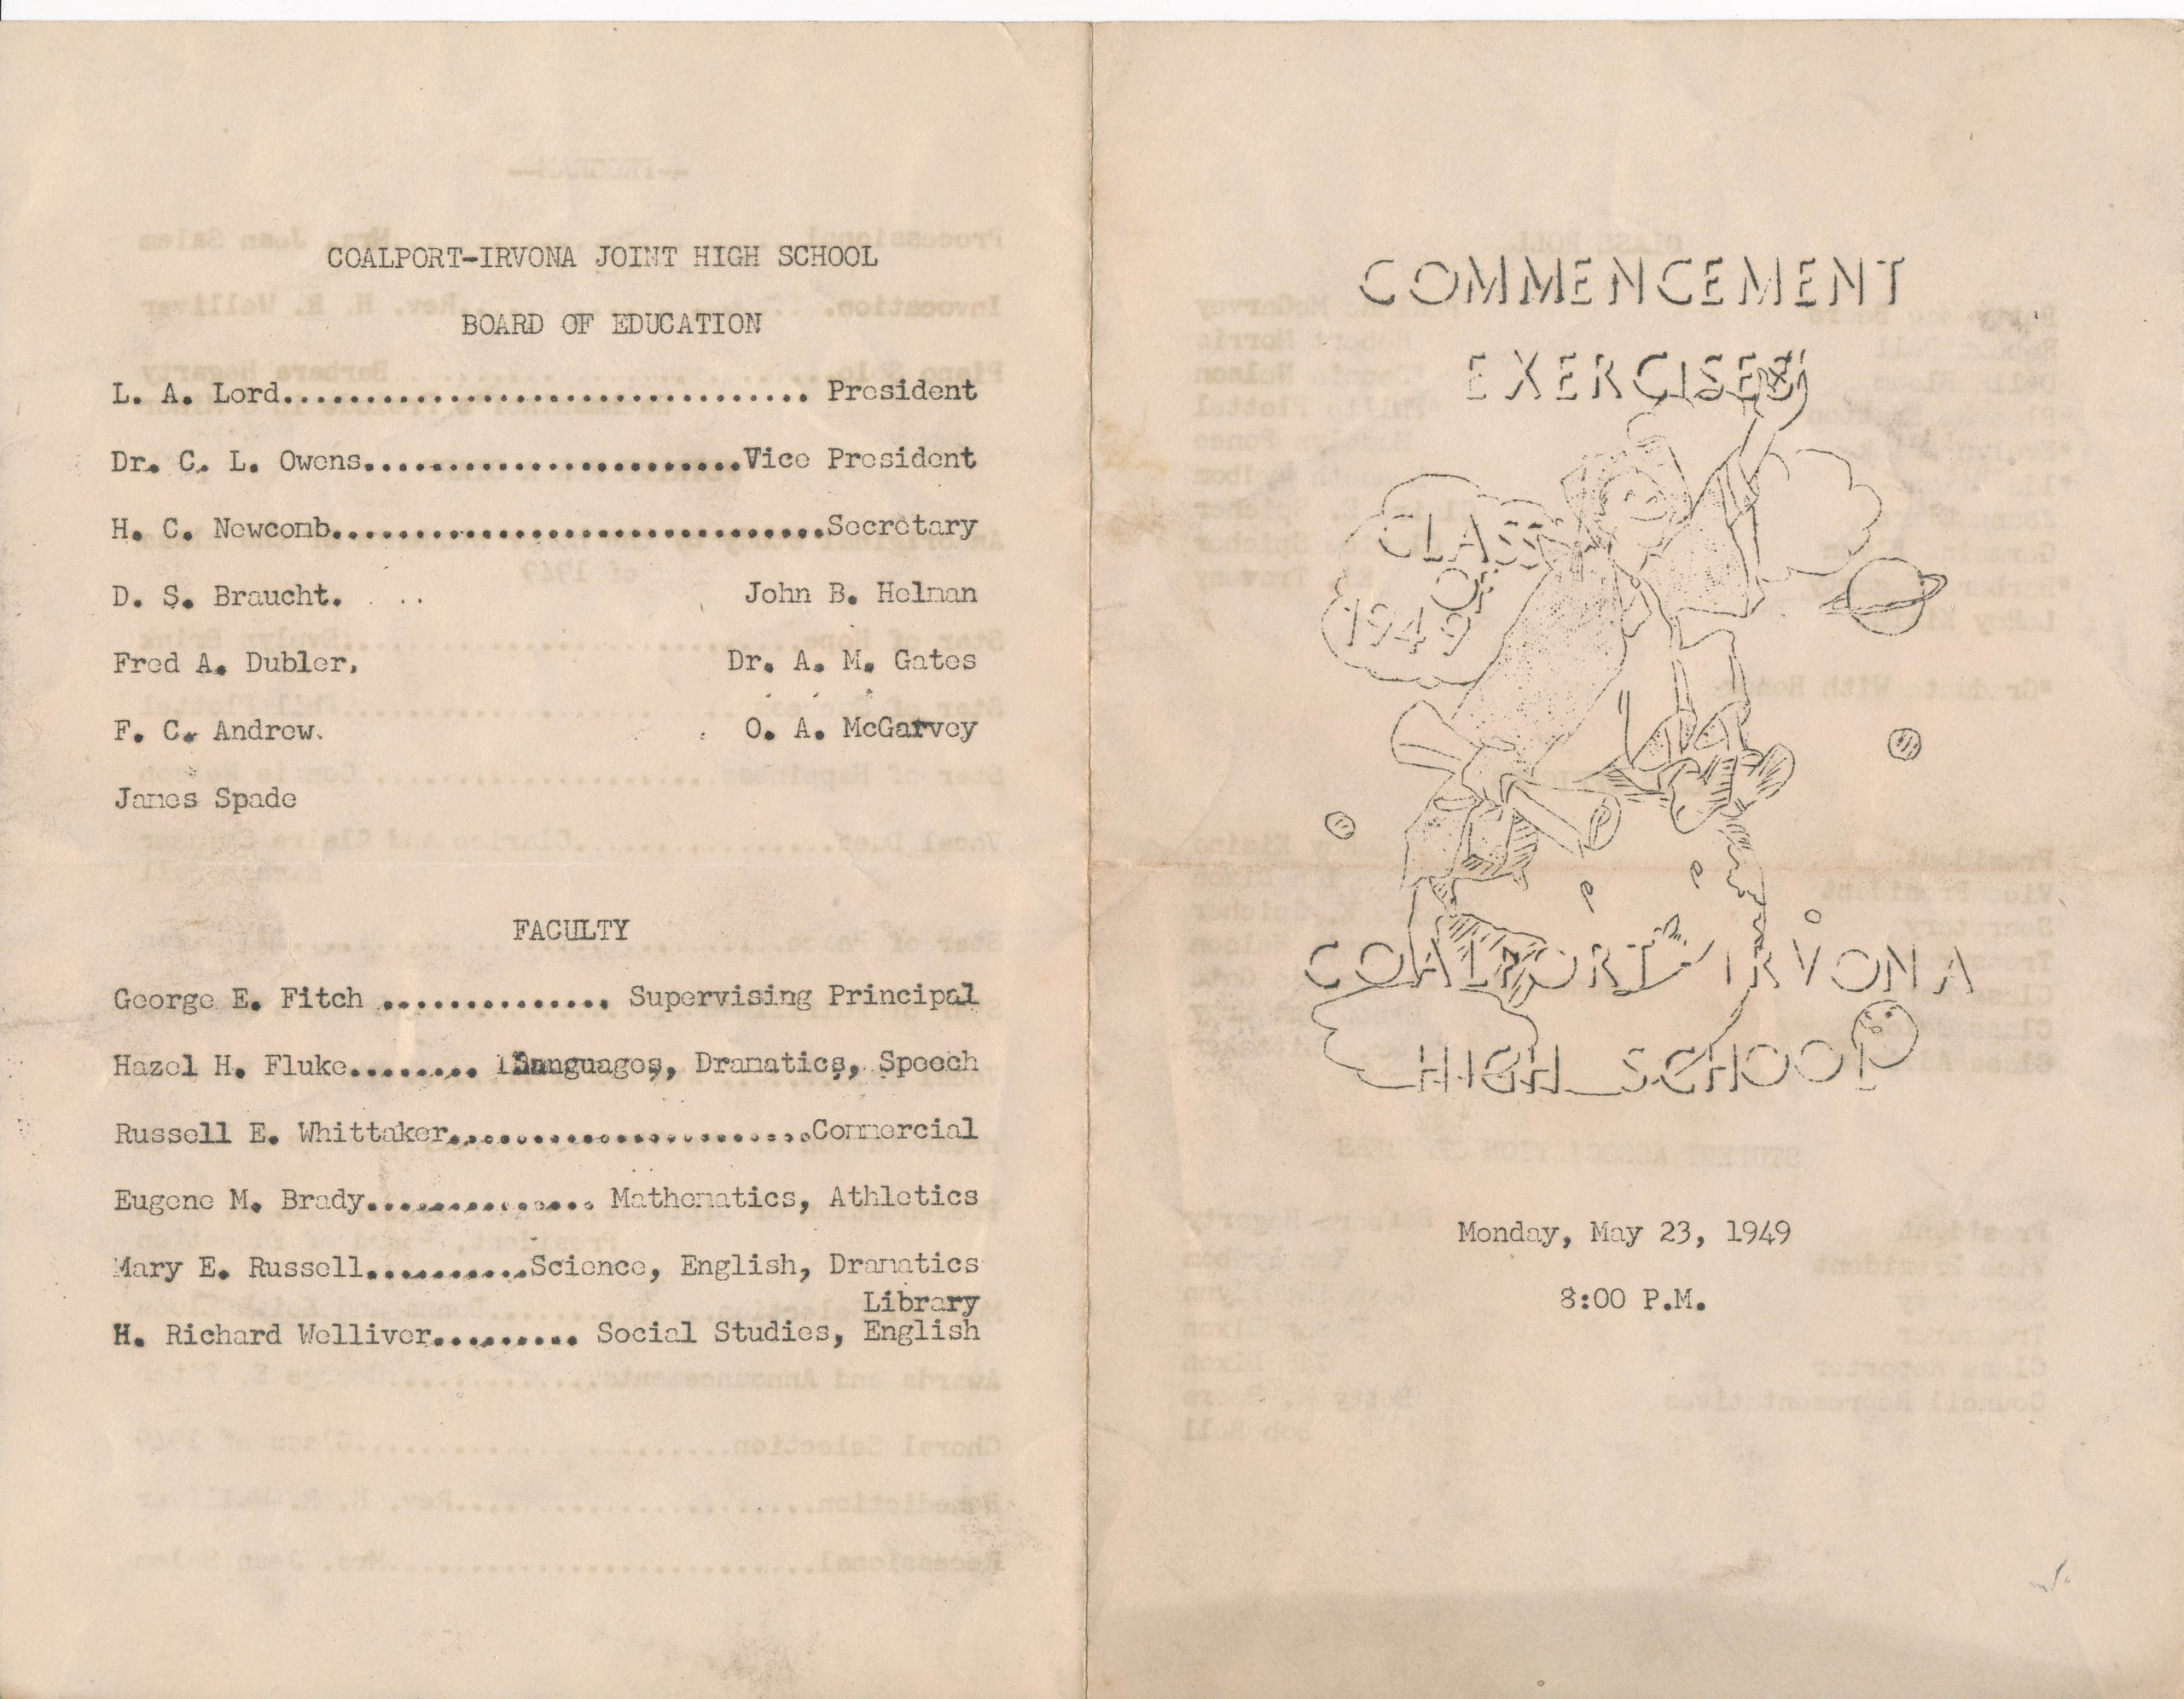 COALPORT-IRVONA JOINT HIGH SCHOOL
BOARD OF EDUCATION
L. A. Lord................................ President
Dr. C. L. Owens.......................Vice President
H. C. Newcomb..............................Secretary
D. S. Braucht. John B. Holman
Fred A. Dubler, Dr. A. M. Gates
F. C. Andrew. O. A. McGarvey
James Spade
FACULTY
George E. Fitch .............. Supervising Principal
Hazel H. Fluke........ Languages, Dramatics, Speech
Russell E. Whittaker......................Commercial
Eugene M. Brady.............. Mathematics, Athletics
Mary E. Russell..........Science, English, Dramatics
Library
H. Richard Welliver......... Social Studies, English
COMMENCEMENT
EXERCISES
CLASS
OF
1949
COALPORT IRVONA
HIGH SCHOOL
Monday, May 23, 1949
8:00 P.M.